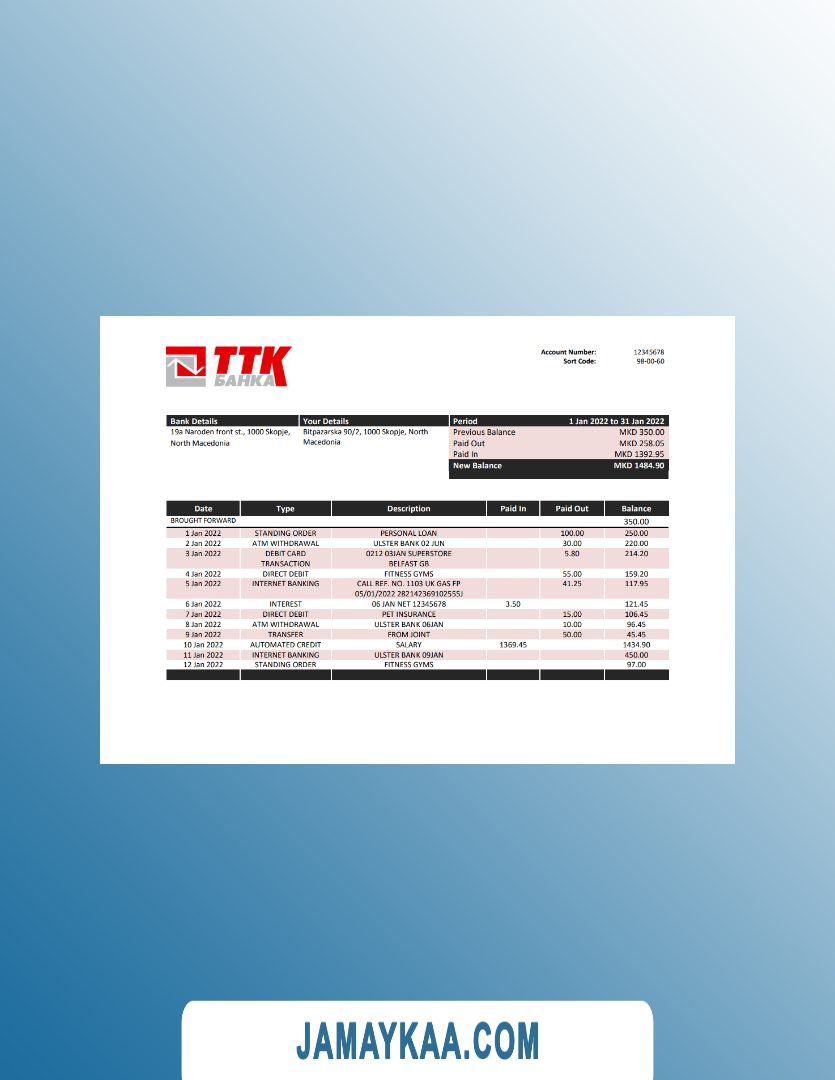 ТТК
БАНКА
Account Number: 12345678
Sort Code: 98-00-60
Bank Details Your Details Period 1 Jan 2022 to 31 Jan 2022
19a Naroden front st., 1000 Skopje, Bitpazarska 90/2, 1000 Skopje, North Previous Balance MKD 350.00
North Macedonia Macedonia Paid Out MKD 258.05
Paid In MKD 1392.95
New Balance MKD 1484.90
Date Type Description Paid In Paid Out Balance
BROUGHT FORWARD 350.00
1 Jan 2022 STANDING ORDER PERSONAL LOAN 100.00 250.00
2 Jan 2022 ATM WITHDRAWAL ULSTER BANK 02 JUN 30.00 220.00
3 Jan 2022 DEBIT CARD 0212 03JAN SUPERSTORE 5.80 214.20
TRANSACTION BELFAST GB
4 Jan 2022 DIRECT DEBIT FITNESS GYMS 55.00 159.20
5 Jan 2022 INTERNET BANKING CALL REF. NO. 1103 UK GAS FP 41.25 117.95
05/01/2022 282142369102555J
6 Jan 2022 INTEREST 06 JAN NET 12345678 3.50 121.45
7 Jan 2022 DIRECT DEBIT PET INSURANCE 15.00 106.45
8 Jan 2022 ATM WITHDRAWAL ULSTER BANK 06JAN 10.00 96.45
9 Jan 2022 TRANSFER FROM JOINT 50.00 45.45
10 Jan 2022 AUTOMATED CREDIT SALARY 1369.45 1434.90
11 Jan 2022 INTERNET BANKING ULSTER BANK 09JAN 450.00
12 Jan 2022 STANDING ORDER FITNESS GYMS 97.00
JAMAYKAA.COM